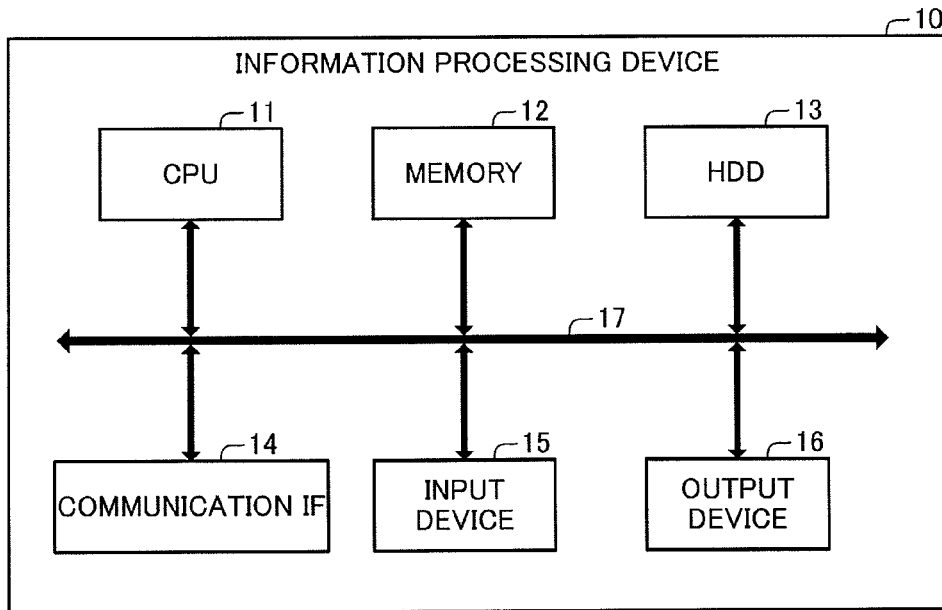 10
INFORMATION PROCESSING DEVICE
11
12
13
CPU
MEMORY
HDD
17
14
15
16
COMMUNICATION IF
INPUT
DEVICE
OUTPUT
DEVICE